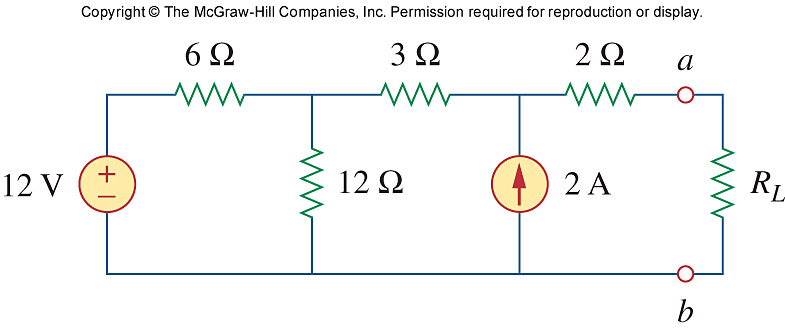 Copyright © The McGraw-Hill Companies, Inc. Permission required for reproduction or display.
6 Ω 3 Ω 2 Ω a
12 V + − 12 Ω 2 A R_L
b